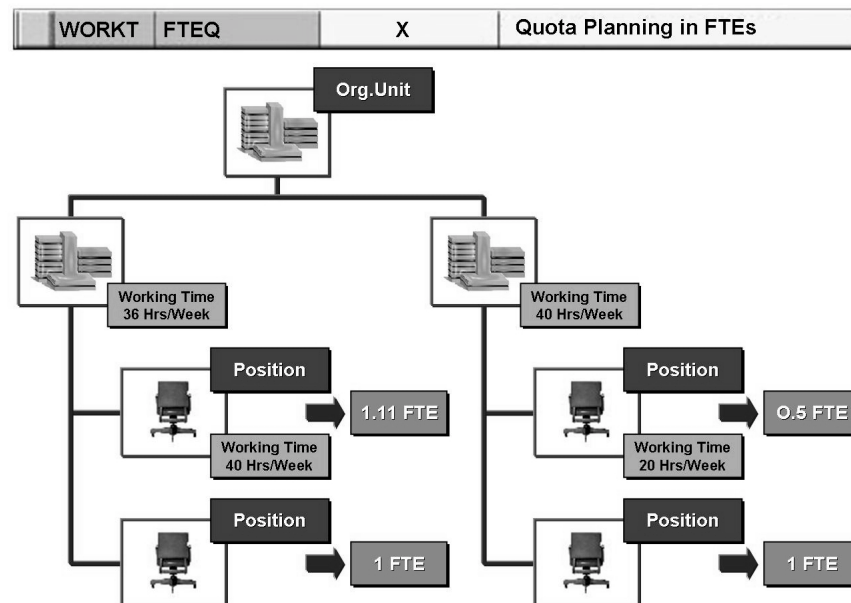 WORKT FTEQ X Quota Planning in FTEs
Org.Unit
Working Time
36 Hrs/Week
Working Time
40 Hrs/Week
Position
1.11 FTE
Working Time
40 Hrs/Week
Position
O.5 FTE
Working Time
20 Hrs/Week
Position
1 FTE
Position
1 FTE